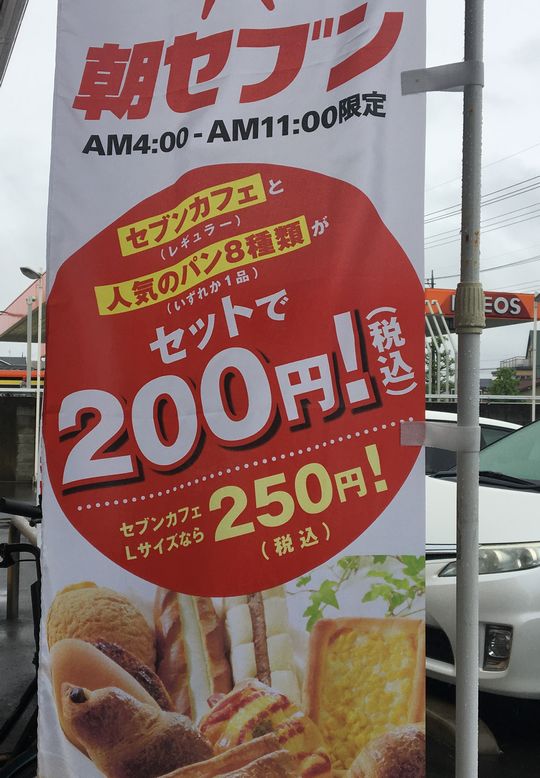 朝セブン
AM4:00-AM11:00限定
セブンカフェと
(レギュラー)
人気のパン8種類が
(いずれか1品)
セットで
200円!(税込)
セブンカフェ
Lサイズなら250円!
(税込)